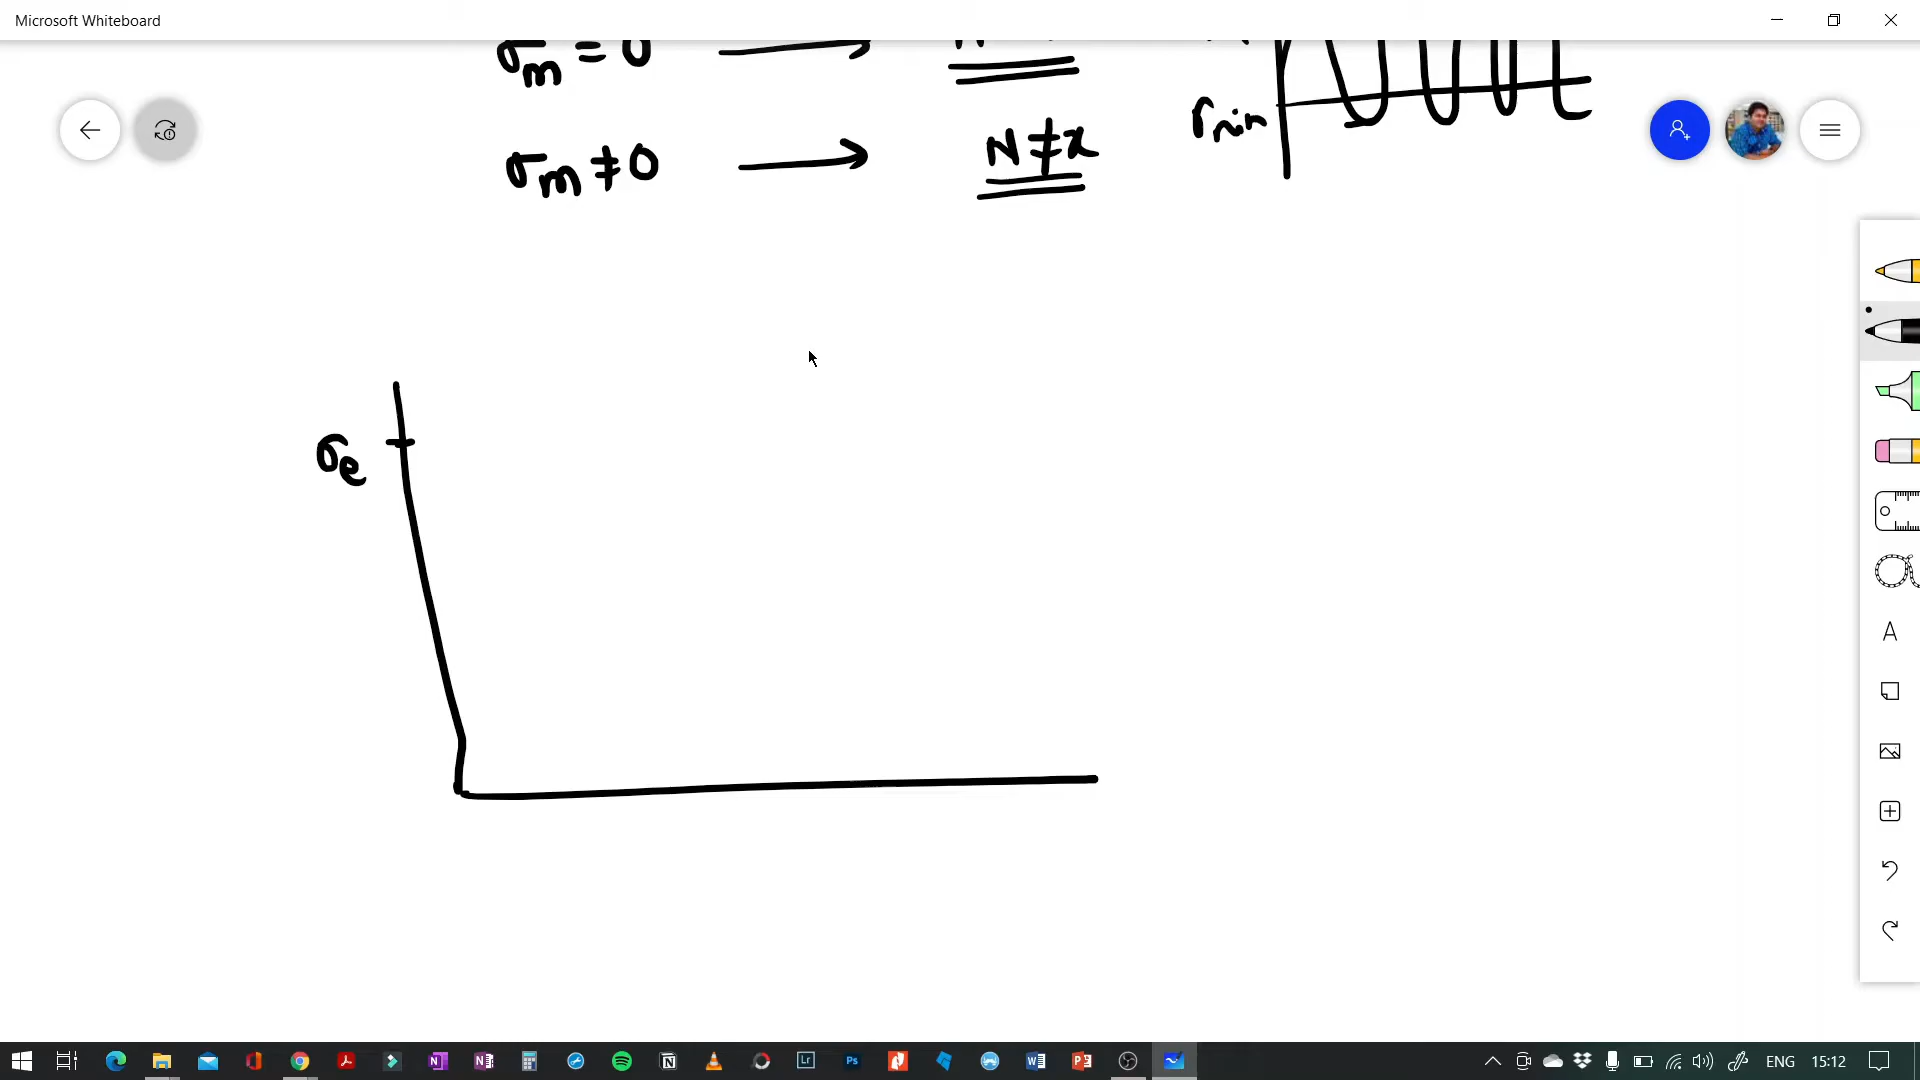 Microsoft Whiteboard
σm = 0
σm ≠ 0 → N ≠ x
σmin
σe
A
ENG 15:12